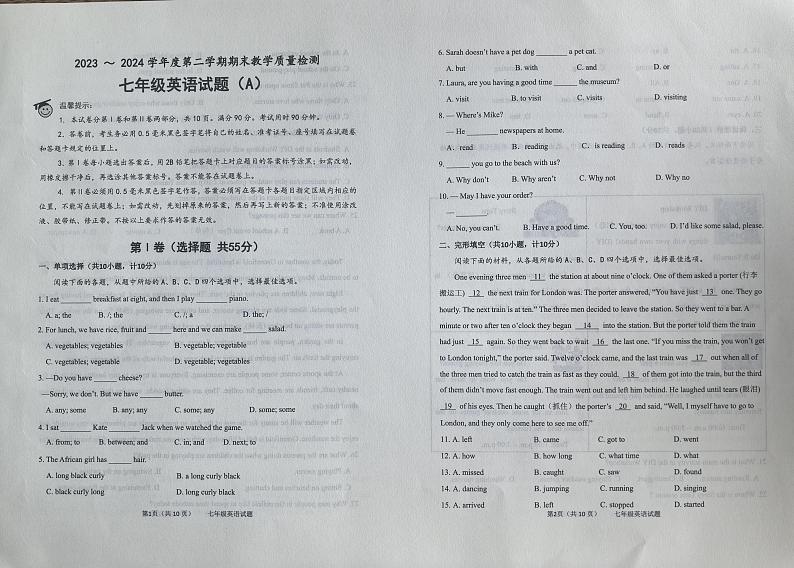 2023 ～ 2024 学年度第二学期期末教学质量检测
七年级英语试题（A）
温馨提示：
1. 本试卷分第Ⅰ卷和第Ⅱ卷两部分，共 10 页。满分 90 分。考试用时 90 分钟。
2. 答卷前，考生务必用 0.5 毫米黑色签字笔将自己的姓名、准考证号、座号填写在试题卷
和答题卡规定的位置上。
3. 第Ⅰ卷每小题选出答案后，用 2B 铅笔把答题卡上对应题目的答案标号涂黑；如需改动，
用橡皮擦干净后，再选涂其他答案标号。答案不能答在试题卷上。
4. 第Ⅱ卷必须用 0.5 毫米黑色签字笔作答，答案必须写在答题卡各题目指定区域内相应的
位置，不能写在试题卷上；如需改动，先划掉原来的答案，然后再写上新的答案；不准使用涂改
液、胶带纸、修正带。不按以上要求作答的答案无效。
第Ⅰ卷（选择题 共55分）
一、单项选择（共10小题，计10分）
阅读下面的各题，从题中所给的 A、B、C、D 四个选项中，选择最佳选项。
1. I eat ______ breakfast at eight, and then I play ______ piano.
A. a; the B. /; the C. /; a D. the; /
2. For lunch, we have rice, fruit and ______ here and we can make ______ salad.
A. vegetables; vegetables B. vegetable; vegetable
C. vegetables; vegetable D. vegetable; vegetables
3. —Do you have ______ cheese?
—Sorry, we don't. But we have ______ butter.
A. any; some B. any; any C. some; any D. some; some
4. I sat ______ Kate ______ Jack when we watched the game.
A. from; to B. between; and C. in; and D. next; to
5. The African girl has ______ hair.
A. long black curly B. a long curly black
C. black curly long D. long curly black
第1页（共 10 页） 七年级英语试题
6. Sarah doesn't have a pet dog ______ a pet cat.
A. but B. with C. and D. or
7. Laura, are you having a good time ______ the museum?
A. visit B. to visit C. visits D. visiting
8. — Where's Mike?
— He ______ newspapers at home.
A. read B. reading C. is reading D. reads
9. ______ you go to the beach with us?
A. Why don't B. Why aren't C. Why not D. Why no
10. — May I have your order?
— ______.
A. No, you can't. B. Have a good time. C. You, too. D. I'd like some salad, please.
二、完形填空（共10小题，计10分）
阅读下面的材料，从各题所给的 A、B、C、D 四个选项中，选择最佳选项。
One evening three men 11 the station at about nine o'clock. One of them asked a porter (行李
搬运工) 12 the next train for London was. The porter answered, "You have just 13 one. They go
hourly. The next train is at ten." The three men decided to leave the station. So they went to a bar. A
minute or two after ten o'clock they began 14 into the station. But the porter told them the train
had just 15 again. So they went back to wait 16 the last one. "If you miss the train, you won't get
to London tonight," the porter said. Twelve o'clock came, and the last train was 17 out when all of
the three men tried to catch the train as fast as they could. 18 of them got into the train, but the third
of them didn't move fast enough. The train went out and left him behind. He laughed until tears (眼泪)
19 of his eyes. Then he caught（抓住）the porter's 20 and said, "Well, I myself have to go to
London, and they only come here to see me off."
11. A. left B. came C. got to D. went
12. A. how B. how long C. what time D. what
13. A. missed B. caught C. saw D. found
14. A. dancing B. jumping C. running D. singing
15. A. arrived B. left C. stopped D. started
第2页（共 10 页） 七年级英语试题